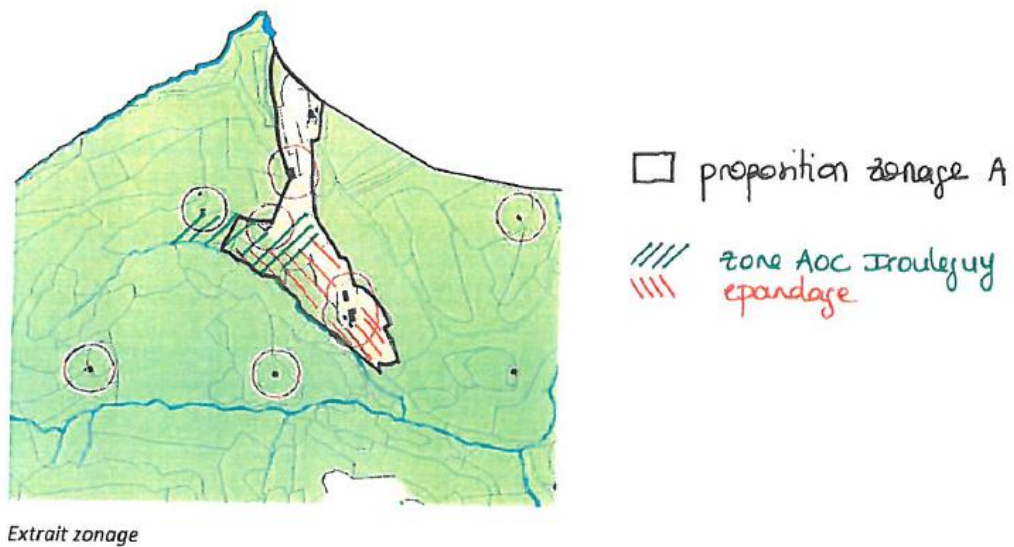 proposition zonage A
zone AOC Irouleguy
epandage
Extrait zonage